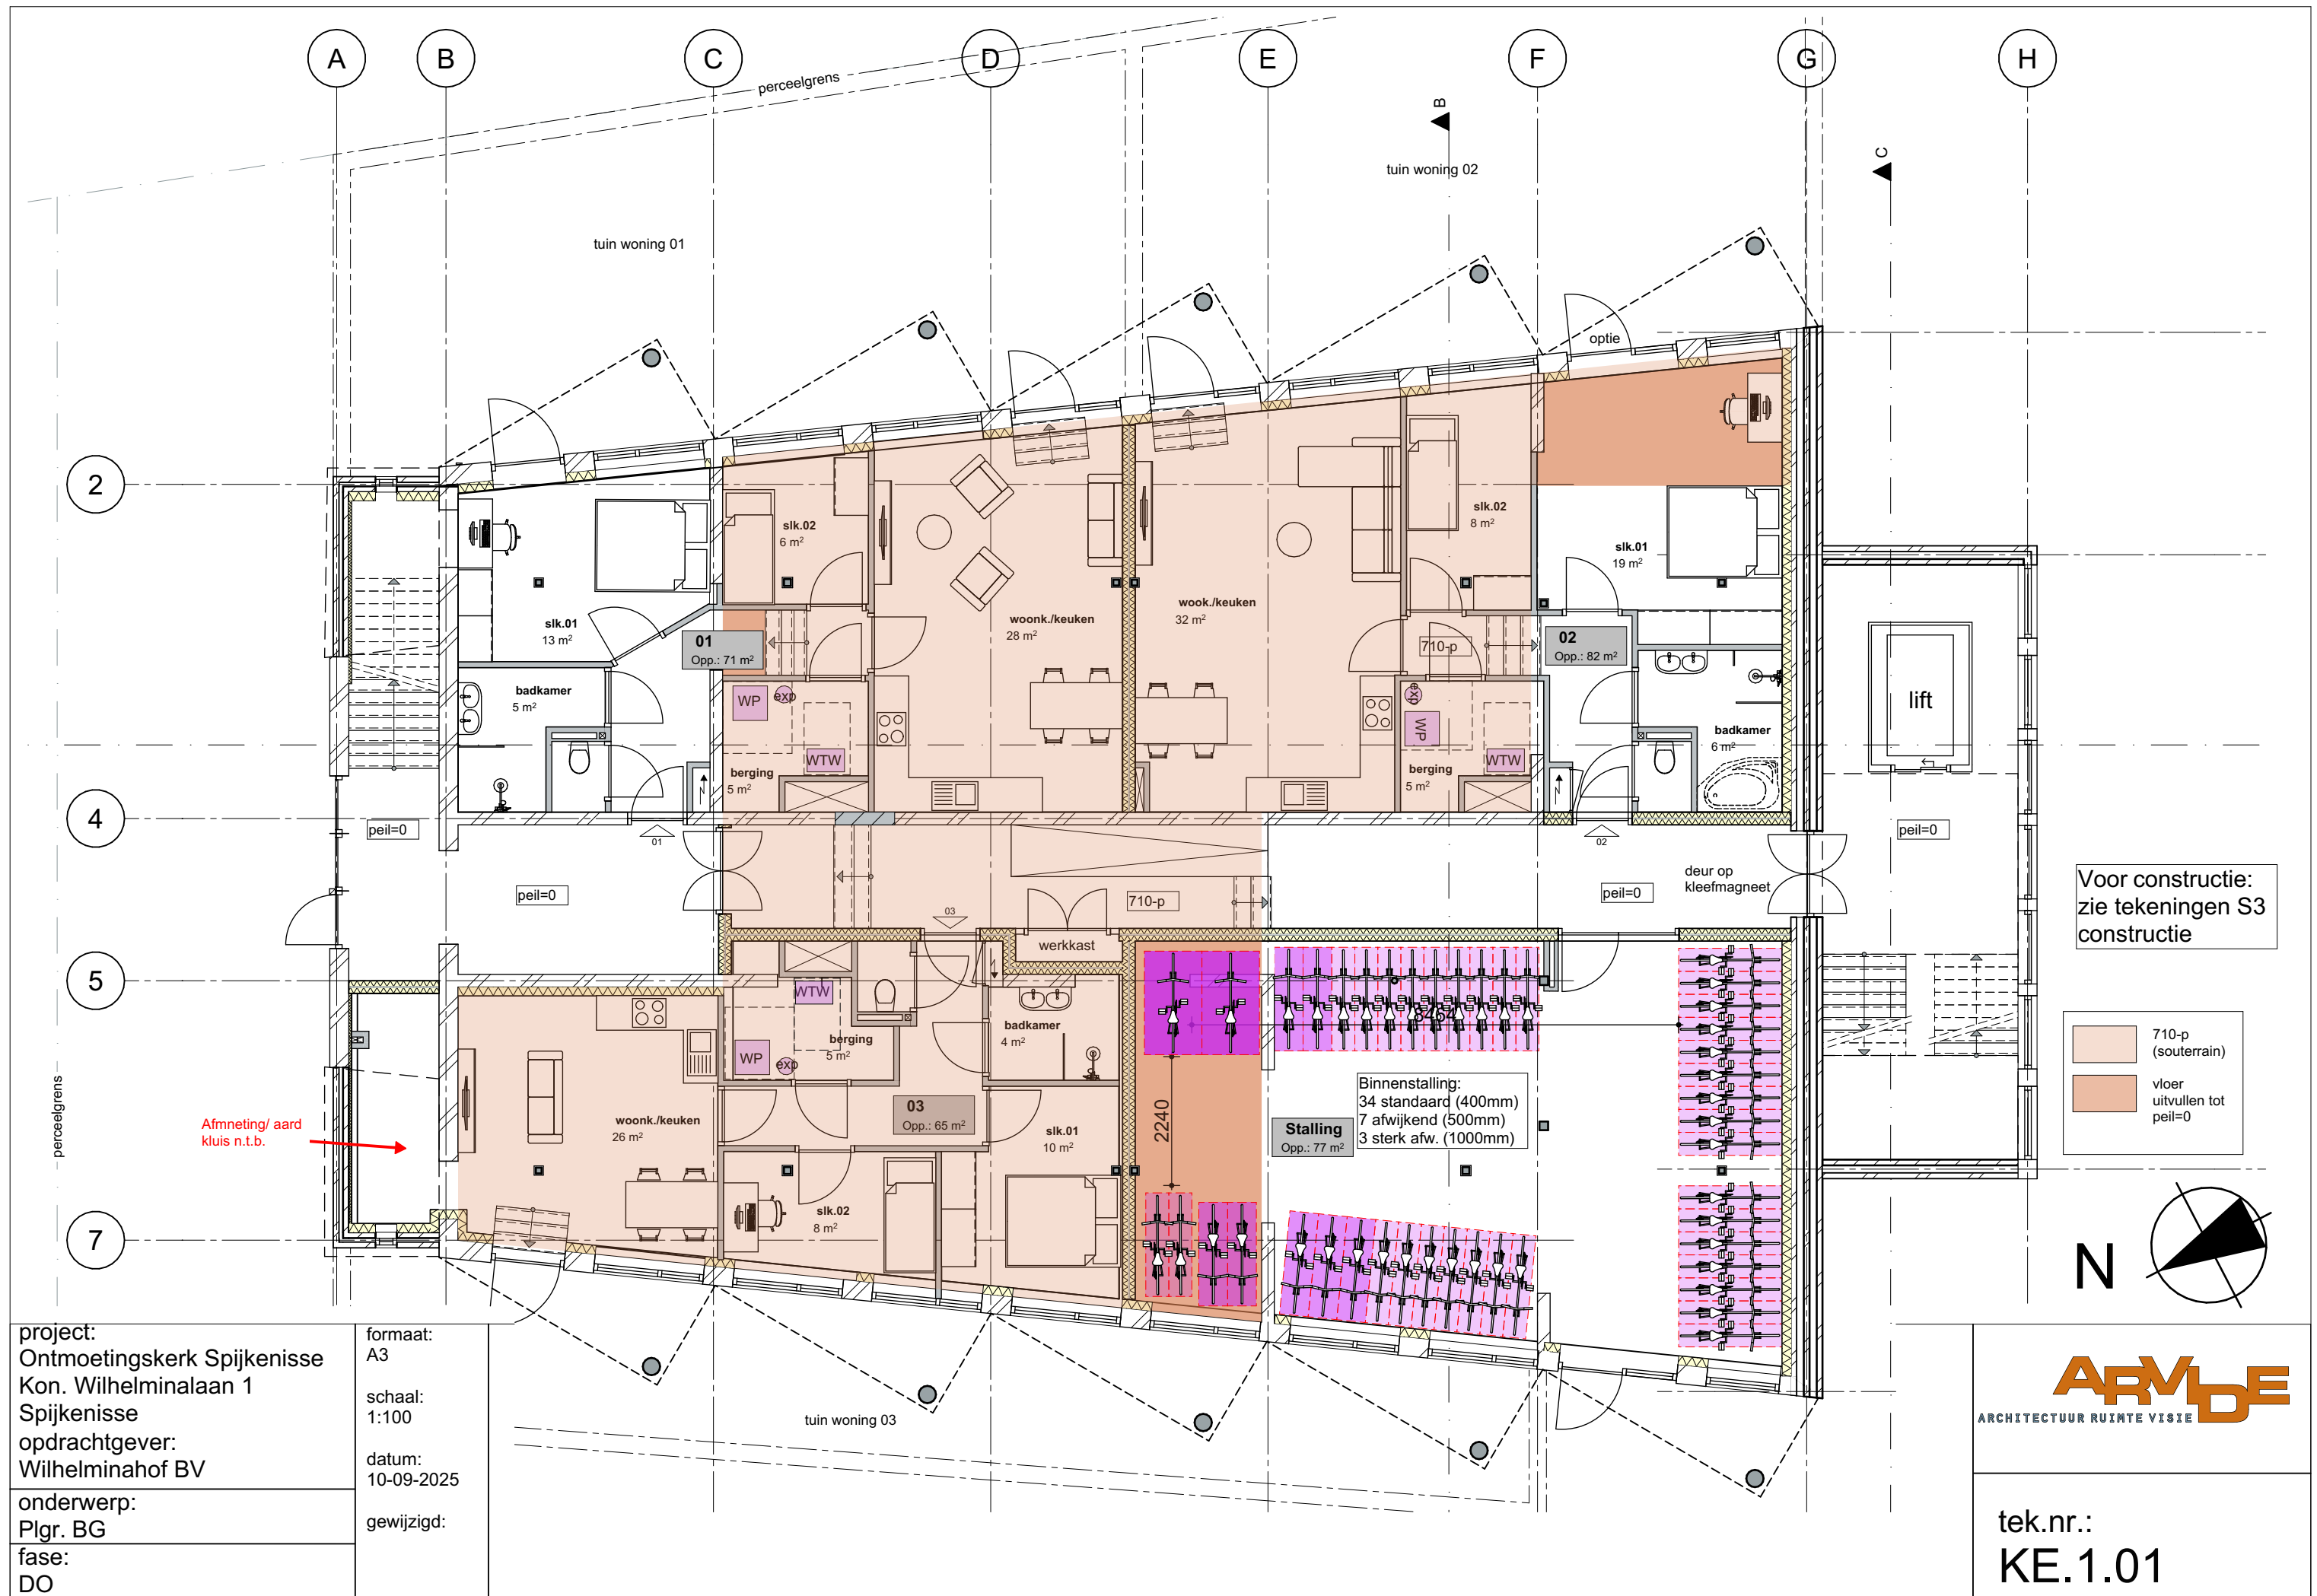 A
B
C
D
E
F
G
H
perceelgrens
B
C
tuin woning 02
tuin woning 01
optie
2
slk.02
6 m²
slk.02
8 m²
slk.01
19 m²
slk.01
13 m²
woonk./keuken
28 m²
wook./keuken
32 m²
01
Opp.: 71 m²
710-p
02
Opp.: 82 m²
badkamer
5 m²
WP
exp
WTW
berging
5 m²
exp
WP
WTW
berging
5 m²
badkamer
6 m²
lift
4
peil=0
01
02
peil=0
peil=0
03
710-p
peil=0
deur op
kleefmagneet
Voor constructie:
zie tekeningen S3
constructie
werkkast
5
WTW
WP
exp
berging
5 m²
badkamer
4 m²
8464
2240
710-p
(souterrain)
vloer
uitvullen tot
peil=0
perceelgrens
Afmneting/ aard
kluis n.t.b.
woonk./keuken
26 m²
03
Opp.: 65 m²
slk.01
10 m²
Stalling
Opp.: 77 m²
Binnenstalling:
34 standaard (400mm)
7 afwijkend (500mm)
3 sterk afw. (1000mm)
slk.02
8 m²
7
N
tuin woning 03
project:
Ontmoetingskerk Spijkenisse
Kon. Wilhelminalaan 1
Spijkenisse
opdrachtgever:
Wilhelminahof BV
onderwerp:
Plgr. BG
fase:
DO
formaat:
A3
schaal:
1:100
datum:
10-09-2025
gewijzigd:
ARVIDE
ARCHITECTUUR RUIMTE VISIE
tek.nr.:
KE.1.01